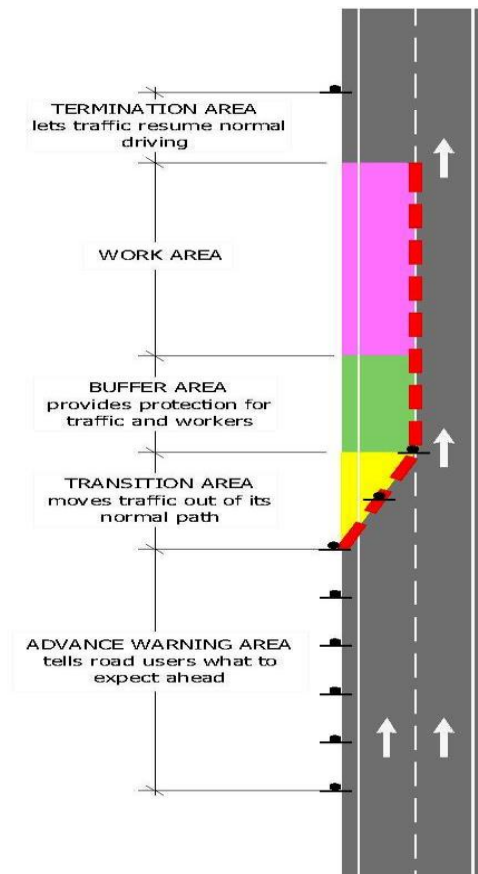 TERMINATION AREA
lets traffic resume normal
driving
WORK AREA
BUFFER AREA
provides protection for
traffic and workers
TRANSITION AREA
moves traffic out of its
normal path
ADVANCE WARNING AREA
tells road users what to
expect ahead